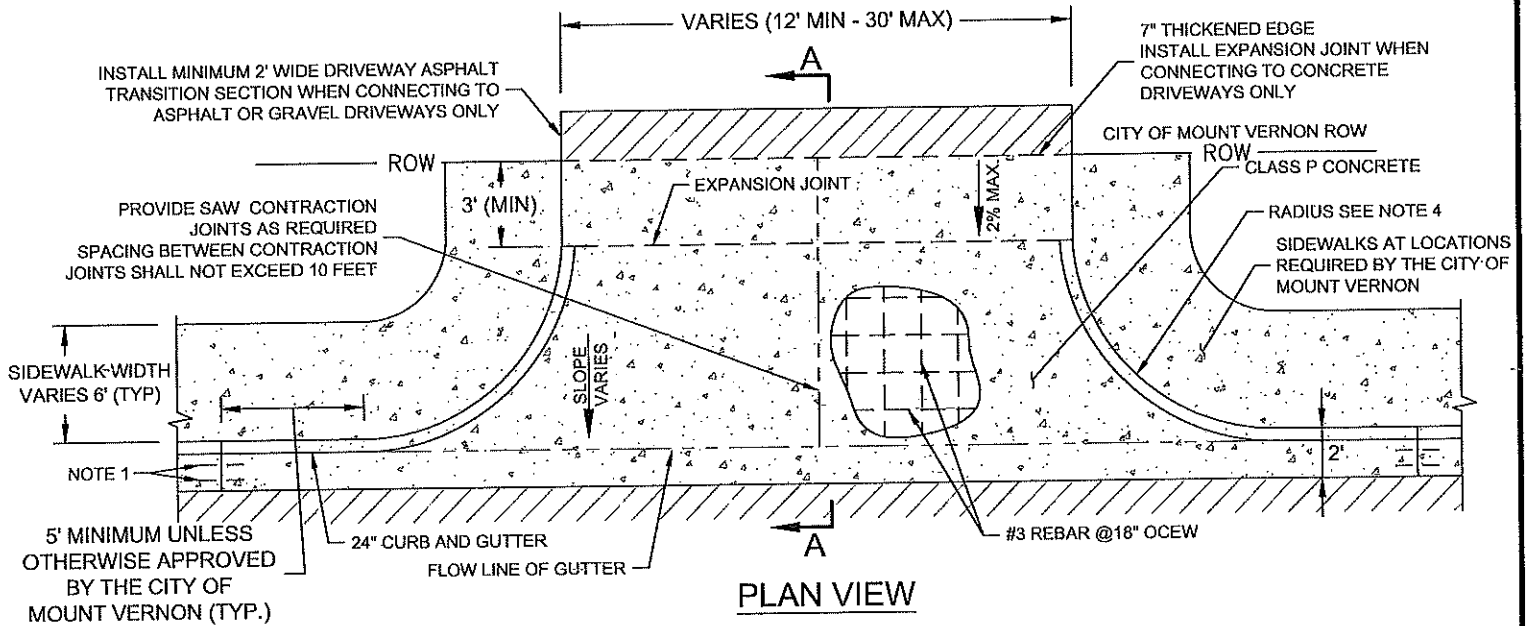 VARIES (12' MIN - 30' MAX)
A
7" THICKENED EDGE
INSTALL EXPANSION JOINT WHEN
CONNECTING TO CONCRETE
DRIVEWAYS ONLY
INSTALL MINIMUM 2' WIDE DRIVEWAY ASPHALT
TRANSITION SECTION WHEN CONNECTING TO
ASPHALT OR GRAVEL DRIVEWAYS ONLY
CITY OF MOUNT VERNON ROW
ROW
ROW
CLASS P CONCRETE
EXPANSION JOINT
3' (MIN)
2% MAX.
PROVIDE SAW CONTRACTION
JOINTS AS REQUIRED
SPACING BETWEEN CONTRACTION
JOINTS SHALL NOT EXCEED 10 FEET
RADIUS SEE NOTE 4
SIDEWALKS AT LOCATIONS
REQUIRED BY THE CITY OF
MOUNT VERNON
SIDEWALK WIDTH
VARIES 6' (TYP)
SLOPE
VARIES
NOTE 1
2'
5' MINIMUM UNLESS
OTHERWISE APPROVED
BY THE CITY OF
MOUNT VERNON (TYP.)
24" CURB AND GUTTER
FLOW LINE OF GUTTER
A
#3 REBAR @18" OCEW
PLAN VIEW